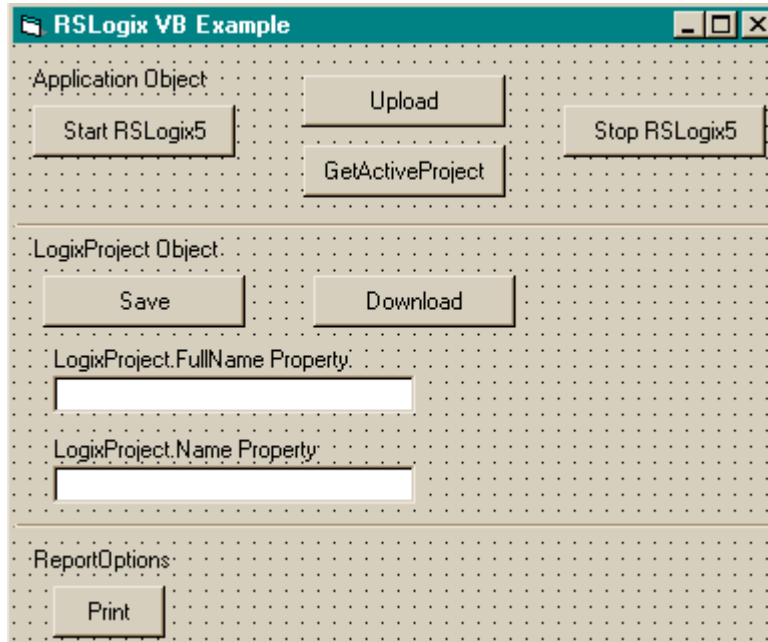 RSLogix VB Example
Application Object
Upload
Start RSLogix5
Stop RSLogix5
GetActiveProject
LogixProject Object
Save
Download
LogixProject.FullName Property
LogixProject.Name Property
ReportOptions
Print